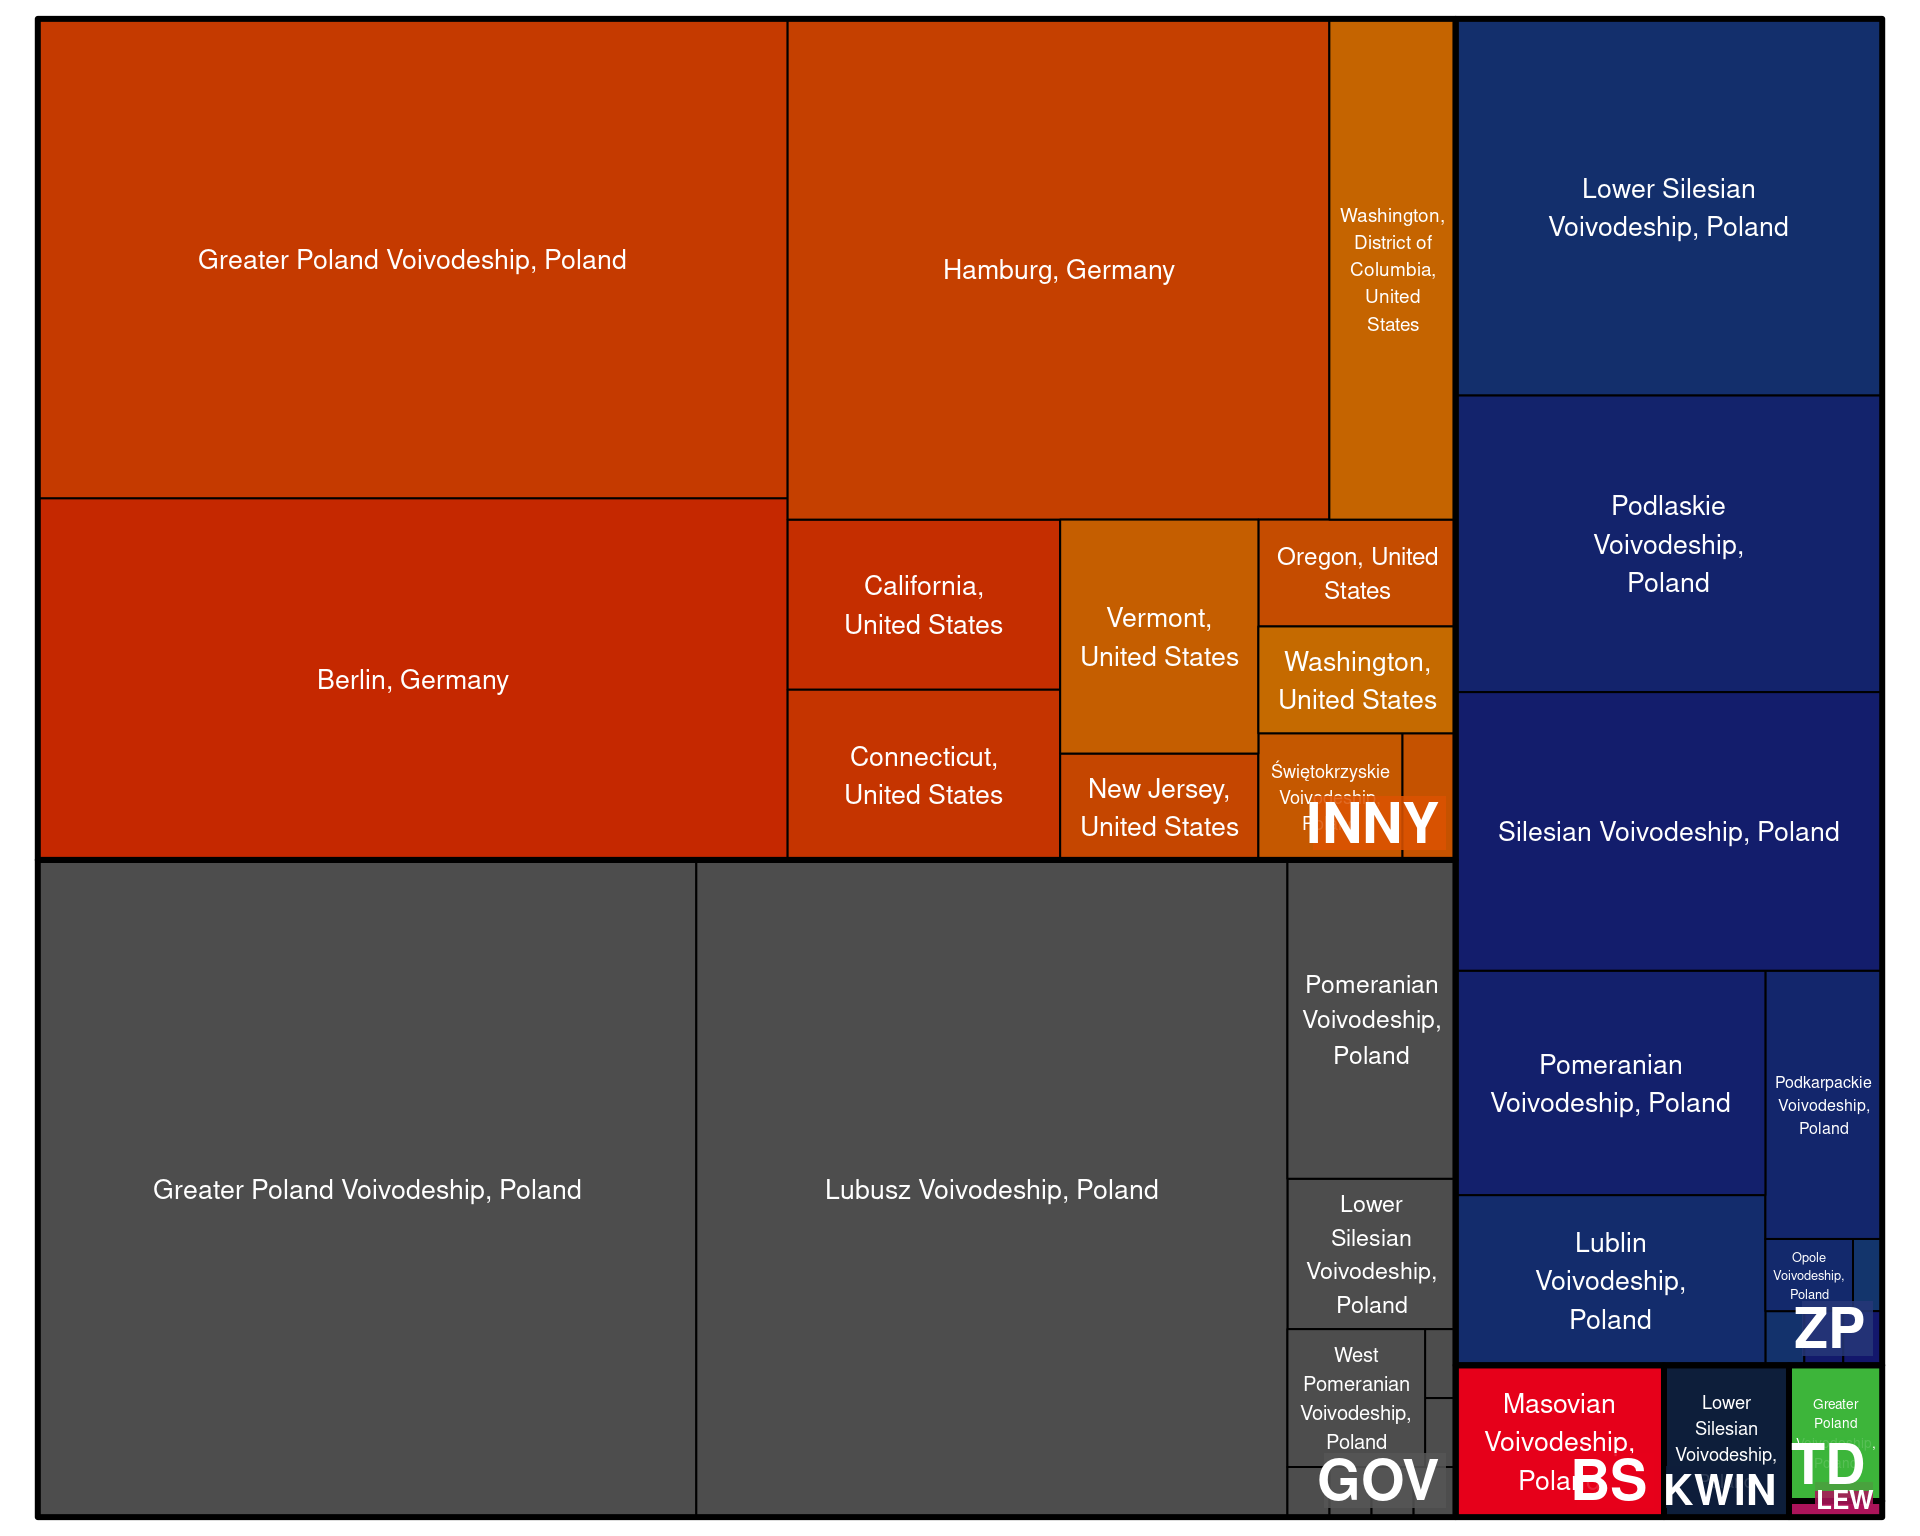 Greater Poland Voivodeship, Poland
Berlin, Germany
Hamburg, Germany
Washington,
District of
Columbia,
United
States
California,
United States
Connecticut,
United States
Vermont,
United States
New Jersey,
United States
Oregon, United
States
Washington,
United States
Świętokrzyskie
Voivodeship,
INNY
Greater Poland Voivodeship, Poland
Lubusz Voivodeship, Poland
Pomeranian
Voivodeship,
Poland
Lower
Silesian
Voivodeship,
Poland
West
Pomeranian
Voivodeship,
Poland
GOV
Lower Silesian
Voivodeship, Poland
Podlaskie
Voivodeship,
Poland
Silesian Voivodeship, Poland
Pomeranian
Voivodeship, Poland
Podkarpackie
Voivodeship,
Poland
Lublin
Voivodeship,
Poland
Opole
Voivodeship,
Poland
ZP
Masovian
Voivodeship,
Poland
BS
Lower
Silesian
Voivodeship,
KWIN
Greater
Poland
TD
LEW